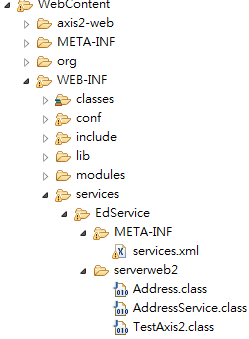 WebContent
axis2-web
META-INF
org
WEB-INF
classes
conf
include
lib
modules
services
EdService
META-INF
services.xml
serverweb2
Address.class
AddressService.class
TestAxis2.class